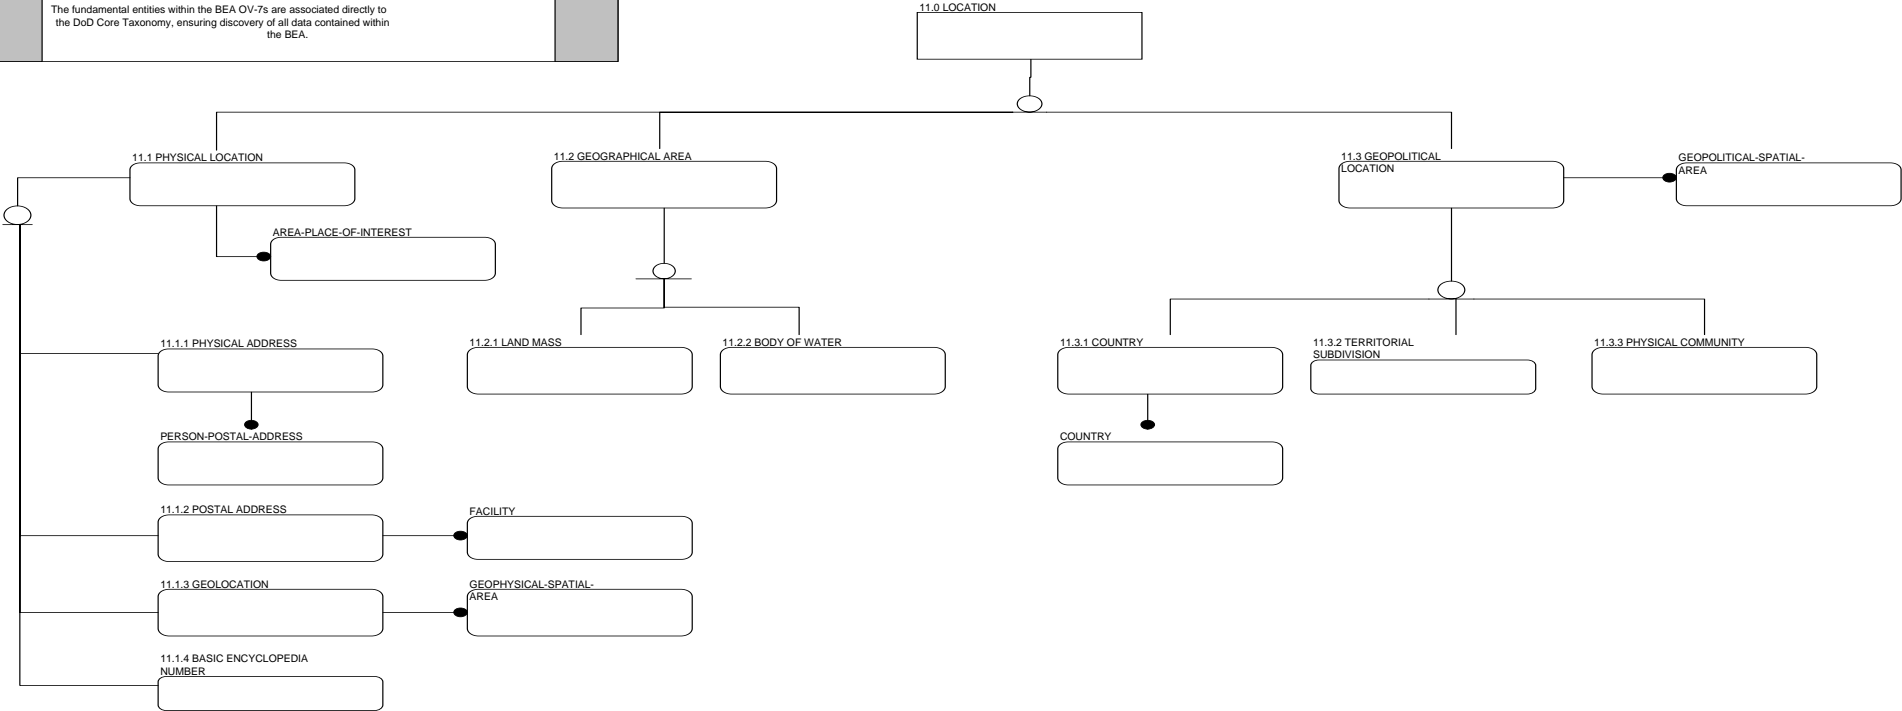 The fundamental entities within the BEA OV-7s are associated directly to
the DoD Core Taxonomy, ensuring discovery of all data contained within
the BEA.
11.0 LOCATION
11.1 PHYSICAL LOCATION
11.2 GEOGRAPHICAL AREA
11.3 GEOPOLITICAL
LOCATION
GEOPOLITICAL-SPATIAL-
AREA
AREA-PLACE-OF-INTEREST
11.1.1 PHYSICAL ADDRESS
11.2.1 LAND MASS
11.2.2 BODY OF WATER
11.3.1 COUNTRY
11.3.2 TERRITORIAL
SUBDIVISION
11.3.3 PHYSICAL COMMUNITY
PERSON-POSTAL-ADDRESS
COUNTRY
11.1.2 POSTAL ADDRESS
FACILITY
11.1.3 GEOLOCATION
GEOPHYSICAL-SPATIAL-
AREA
11.1.4 BASIC ENCYCLOPEDIA
NUMBER